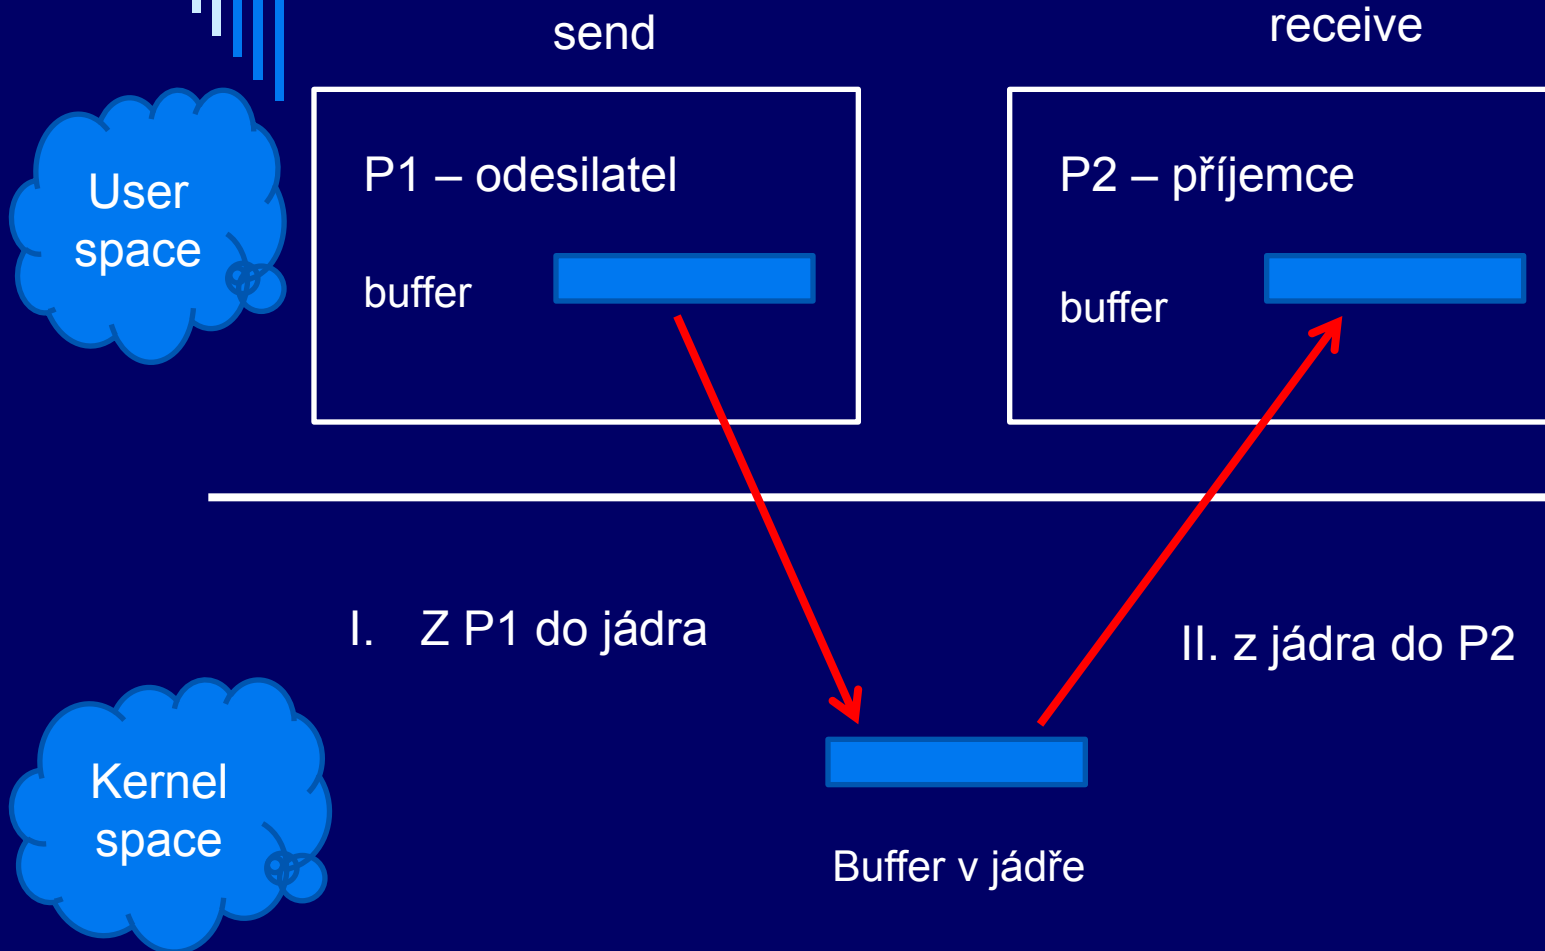 send
receive
User
space
P1 – odesilatel
buffer
P2 – příjemce
buffer
I. Z P1 do jádra
II. z jádra do P2
Kernel
space
Buffer v jádře